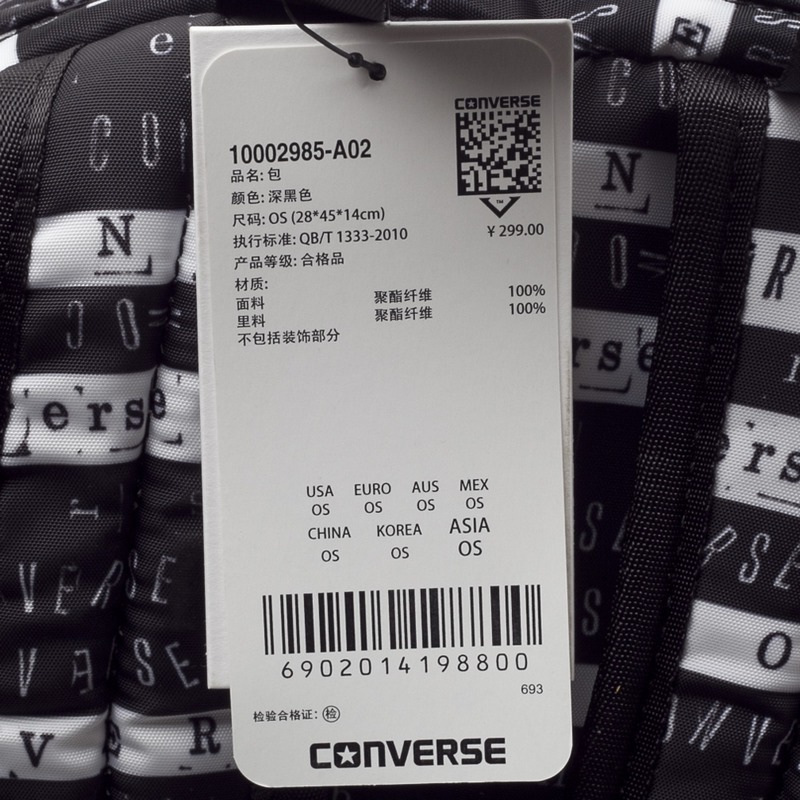 CONVERSE
10002985-A02
品名: 包
颜色: 深黑色
尺码: OS (28*45*14cm)
¥ 299.00
执行标准: QB/T 1333-2010
产品等级: 合格品
材质:
面料 聚酯纤维 100%
里料 聚酯纤维 100%
不包括装饰部分
USA EURO AUS MEX
OS OS OS OS
CHINA KOREA ASIA
OS OS OS
6902014198800
693
检验合格证: 检
CONVERSE
N
erse
VERSE
V R
N
rse
R
ers
O